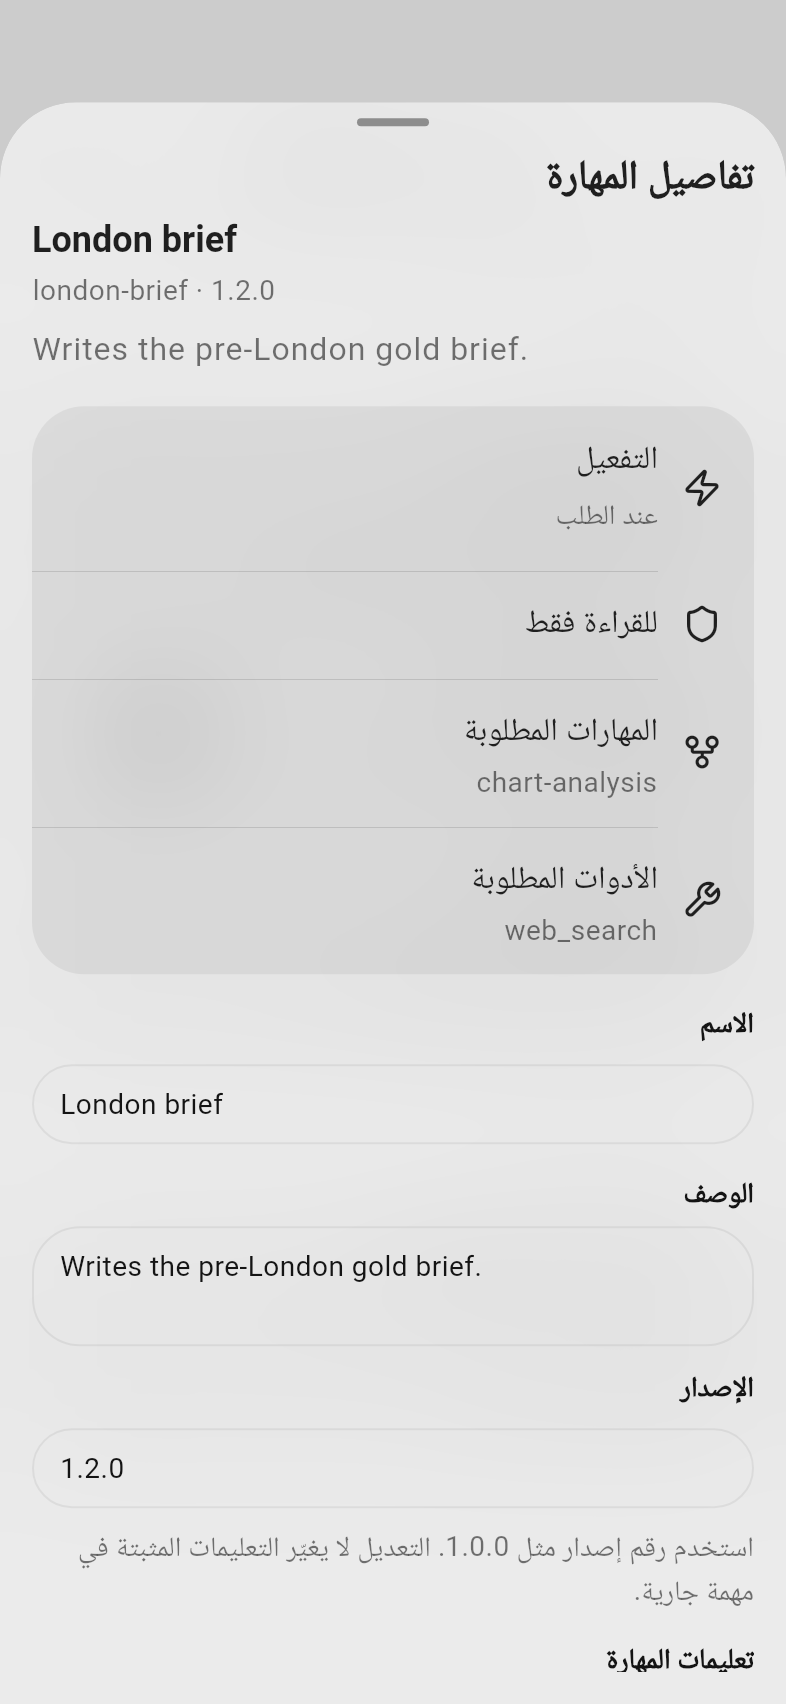 تفاصيل المهارة
London brief
london-brief · 1.2.0
Writes the pre-London gold brief.
التفعيل
عند الطلب
للقراءة فقط
المهارات المطلوبة
chart-analysis
الأدوات المطلوبة
web_search
الاسم
London brief
الوصف
Writes the pre-London gold brief.
الإصدار
1.2.0
استخدم رقم إصدار مثل 1.0.0. التعديل لا يغيّر التعليمات المثبتة في
مهمة جارية.
تعليمات المهارة